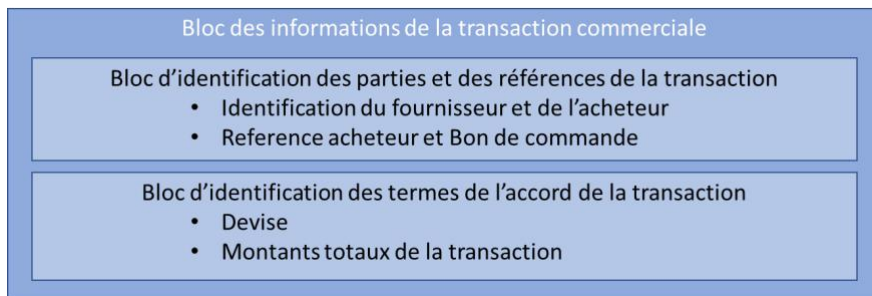 Bloc des informations de la transaction commerciale
Bloc d'identification des parties et des références de la transaction
• Identification du fournisseur et de l'acheteur
• Reference acheteur et Bon de commande
Bloc d'identification des termes de l'accord de la transaction
• Devise
• Montants totaux de la transaction